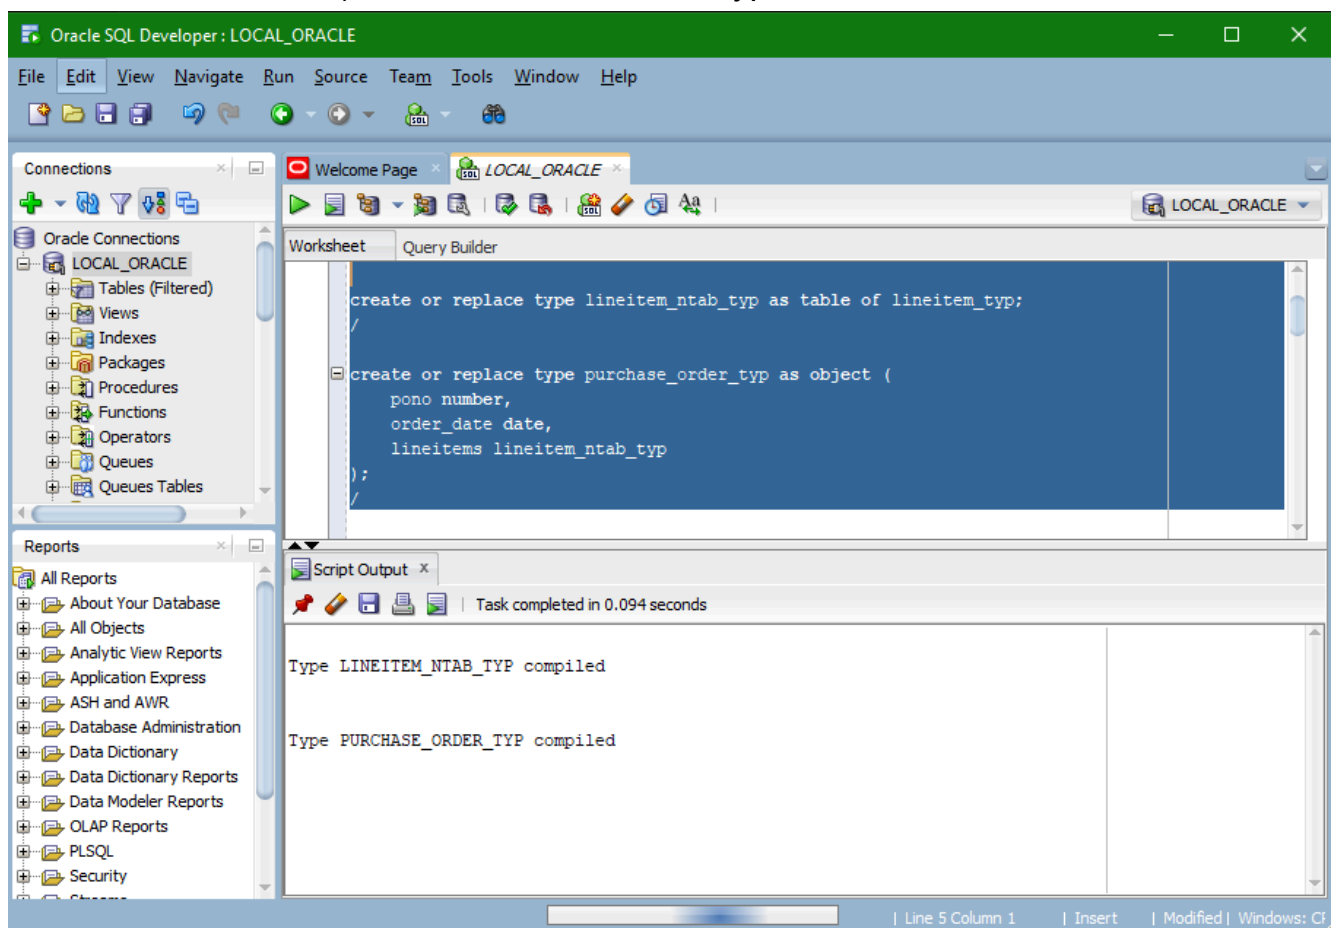 Oracle SQL Developer : LOCAL_ORACLE
File Edit View Navigate Run Source Team Tools Window Help
Connections
Welcome Page
LOCAL_ORACLE
LOCAL_ORACLE
Worksheet Query Builder
Oracle Connections
LOCAL_ORACLE
Tables (Filtered)
Views
Indexes
Packages
Procedures
Functions
Operators
Queues
Queues Tables
create or replace type lineitem_ntab_typ as table of lineitem_typ;
/
create or replace type purchase_order_typ as object (
pono number,
order_date date,
lineitems lineitem_ntab_typ
);
/
Reports
All Reports
About Your Database
All Objects
Analytic View Reports
Application Express
ASH and AWR
Database Administration
Data Dictionary
Data Dictionary Reports
Data Modeler Reports
OLAP Reports
PLSQL
Security
Script Output
Task completed in 0.094 seconds
Type LINEITEM_NTAB_TYP compiled
Type PURCHASE_ORDER_TYP compiled
| Line 5 Column 1 | Insert | Modified | Windows: